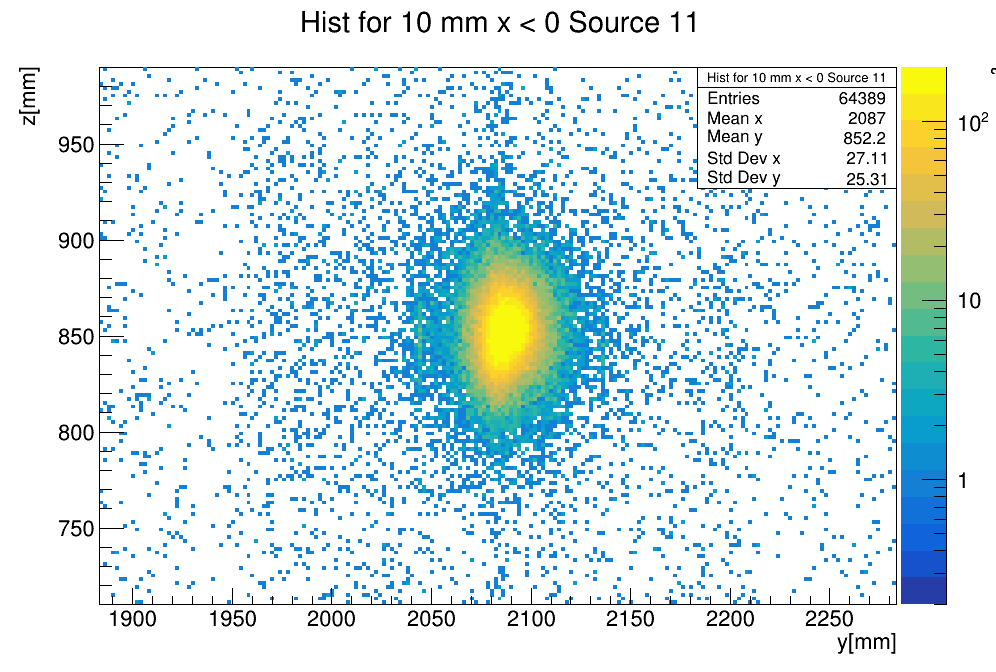 Hist for 10 mm x < 0 Source 11
z[mm]
Hist for 10 mm x < 0 Source 11
Entries 64389
Mean x 2087
Mean y 852.2
Std Dev x 27.11
Std Dev y 25.31
950
900
850
800
750
10²
10
1
1900 1950 2000 2050 2100 2150 2200 2250
y[mm]